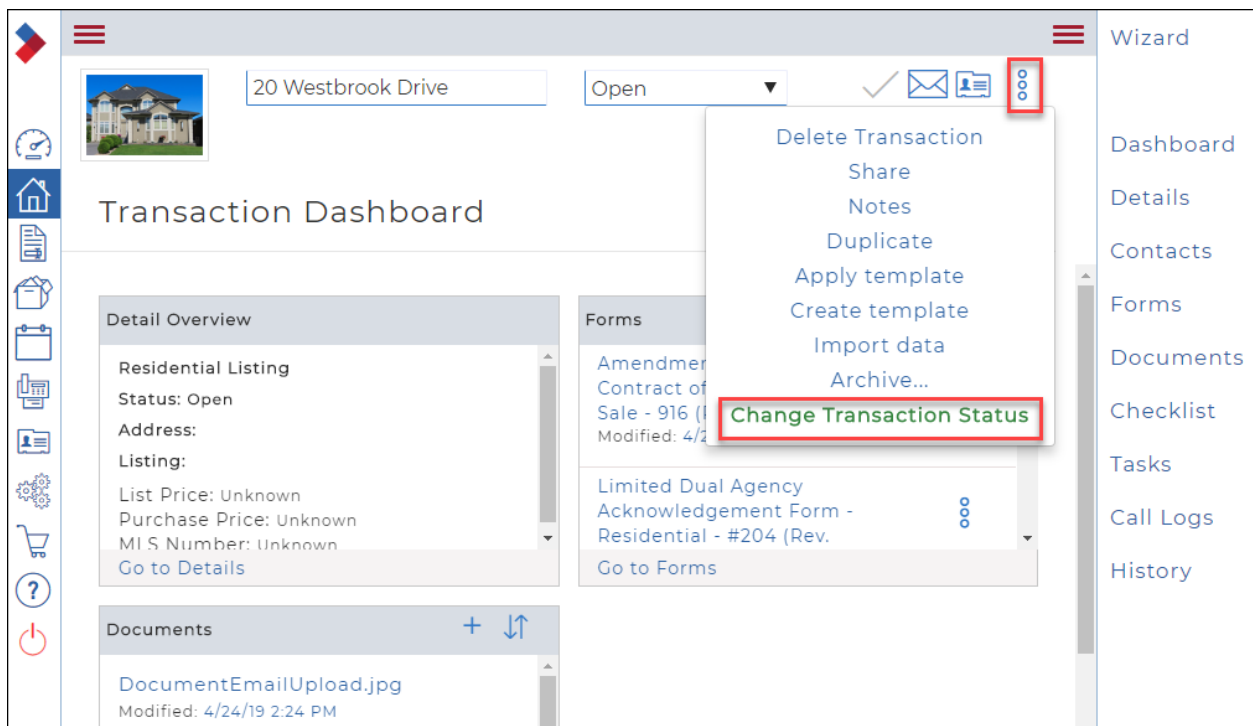 Wizard
20 Westbrook Drive
Open
Delete Transaction
Share
Notes
Duplicate
Apply template
Create template
Import data
Archive...
Change Transaction Status
Transaction Dashboard
Detail Overview
Residential Listing
Status: Open
Address:
Listing:
List Price: Unknown
Purchase Price: Unknown
MLS Number: Unknown
Go to Details
Forms
Contract of
Sale - 916
Modified:
Limited Dual Agency
Acknowledgement Form -
Residential - #204 (Rev.
Go to Forms
Documents
DocumentEmailUpload.jpg
Modified: 4/24/19 2:24 PM
Dashboard
Details
Contacts
Forms
Documents
Checklist
Tasks
Call Logs
History